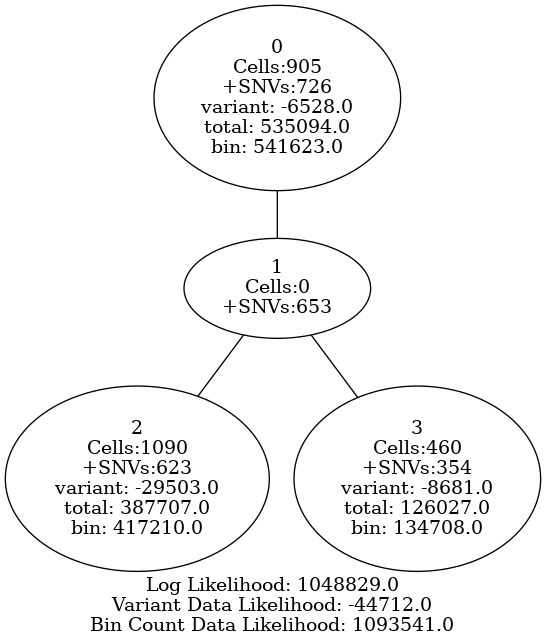 0
Cells:905
+SNVs:726
variant: -6528.0
total: 535094.0
bin: 541623.0
1
Cells:0
+SNVs:653
2
Cells:1090
+SNVs:623
variant: -29503.0
total: 387707.0
bin: 417210.0
3
Cells:460
+SNVs:354
variant: -8681.0
total: 126027.0
bin: 134708.0
Log Likelihood: 1048829.0
Variant Data Likelihood: -44712.0
Bin Count Data Likelihood: 1093541.0